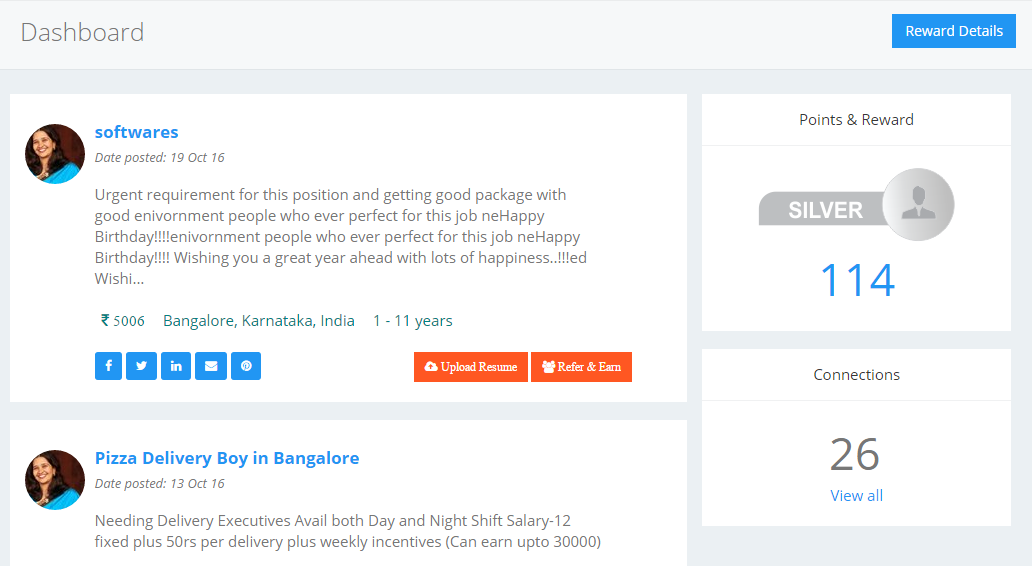 Dashboard
Reward Details
softwares
Date posted: 19 Oct 16
Urgent requirement for this position and getting good package with
good enivornment people who ever perfect for this job neHappy
Birthday!!!!enivornment people who ever perfect for this job neHappy
Birthday!!!! Wishing you a great year ahead with lots of happiness..!!!ed
Wishi...
₹ 5006 Bangalore, Karnataka, India 1 - 11 years
Upload Resume Refer & Earn
Pizza Delivery Boy in Bangalore
Date posted: 13 Oct 16
Needing Delivery Executives Avail both Day and Night Shift Salary-12
fixed plus 50rs per delivery plus weekly incentives (Can earn upto 30000)
Points & Reward
SILVER
114
Connections
26
View all